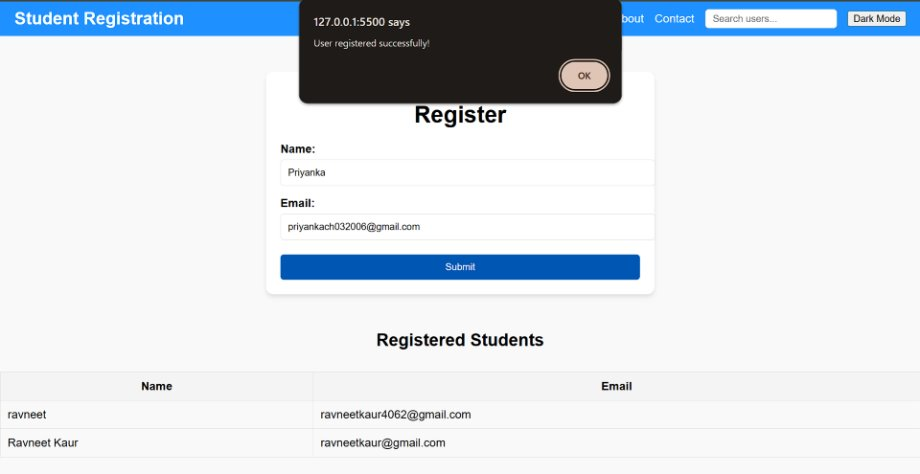 Student Registration
bout Contact Search users... Dark Mode
127.0.0.1:5500 says
User registered successfully!
OK
Register
Name:
Priyanka
Email:
priyankach032006@gmail.com
Submit
Registered Students
Name Email
ravneet ravneetkaur4062@gmail.com
Ravneet Kaur ravneetkaur@gmail.com